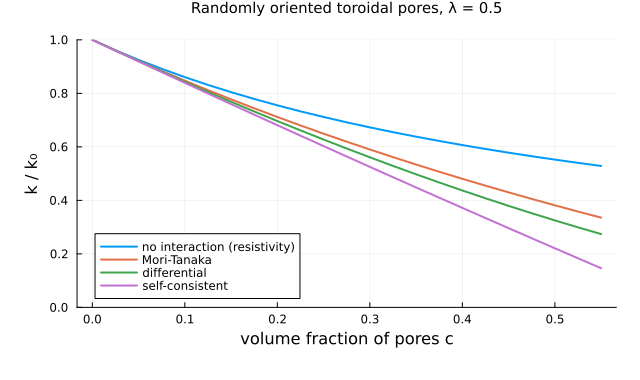 Randomly oriented toroidal pores, λ = 0.5
k / k₀
1.0
0.8
0.6
0.4
0.2
0.0
no interaction (resistivity)
Mori-Tanaka
differential
self-consistent
0.0 0.1 0.2 0.3 0.4 0.5
volume fraction of pores c